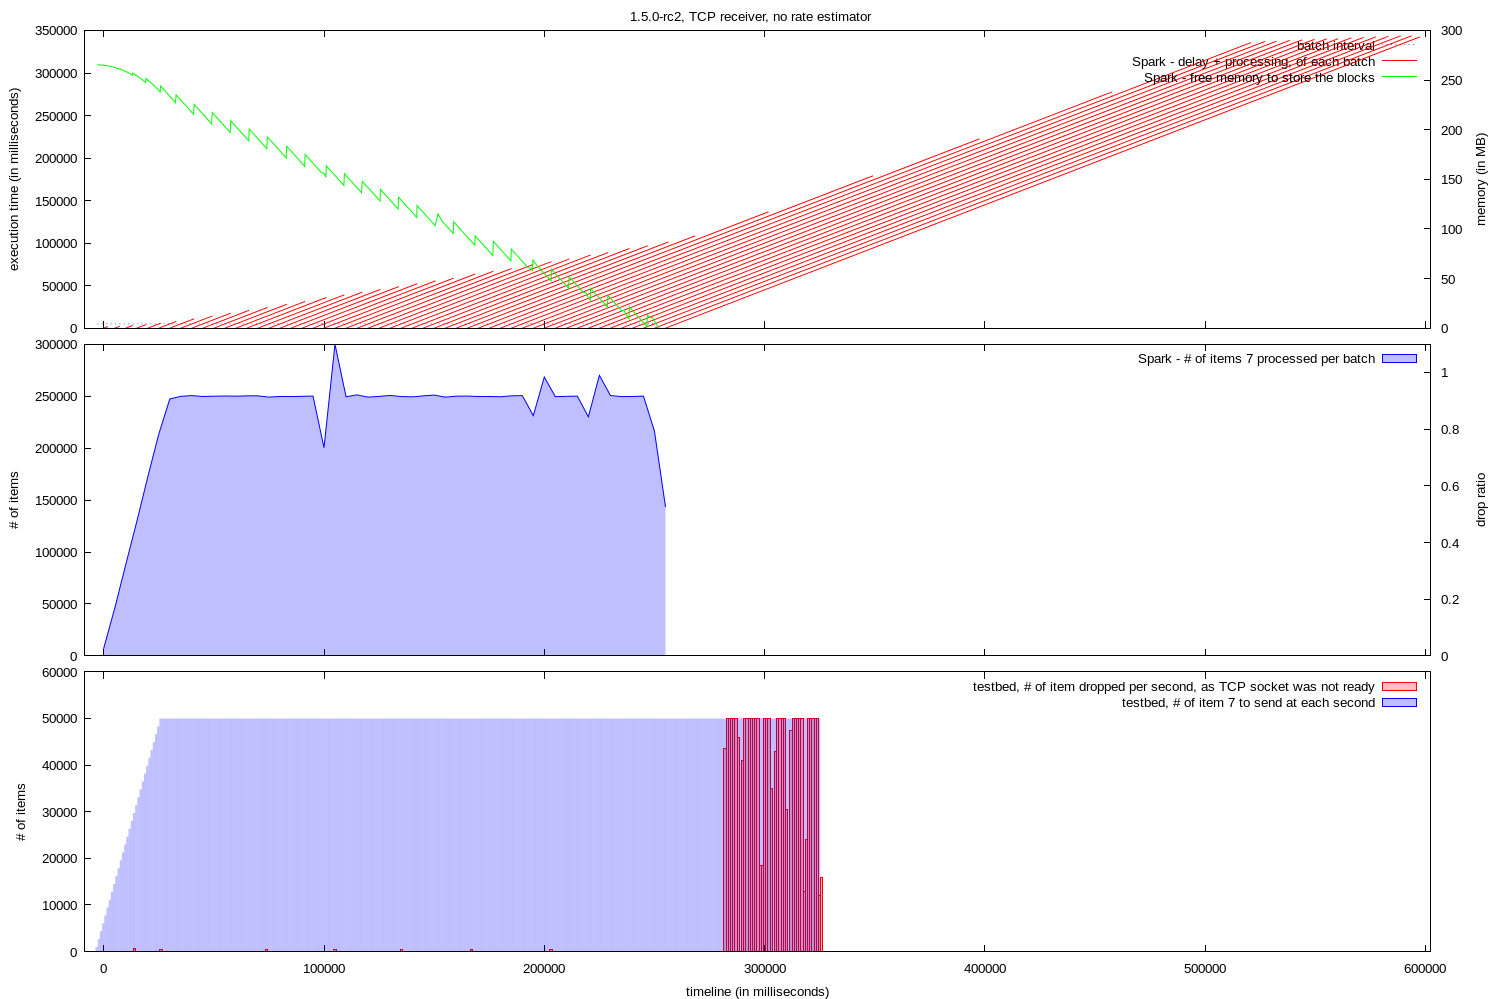 1.5.0-rc2, TCP receiver, no rate estimator
350000
300000
250000
200000
150000
100000
50000
0
execution time (in milliseconds)
300
250
200
150
100
50
0
memory (in MB)
batch interval
Spark - delay + processing, of each batch
Spark - free memory to store the blocks
300000
250000
200000
150000
100000
50000
0
# of items
1
0.8
0.6
0.4
0.2
0
drop ratio
Spark - # of items 7 processed per batch
60000
50000
40000
30000
20000
10000
0
# of items
testbed, # of item dropped per second, as TCP socket was not ready
testbed, # of item 7 to send at each second
0 100000 200000 300000 400000 500000 600000
timeline (in milliseconds)